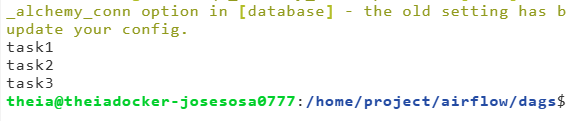 _alchemy_conn option in [database] - the old setting has b
update your config.
task1
task2
task3
theia@theiadocker-josesosa0777:/home/project/airflow/dags$